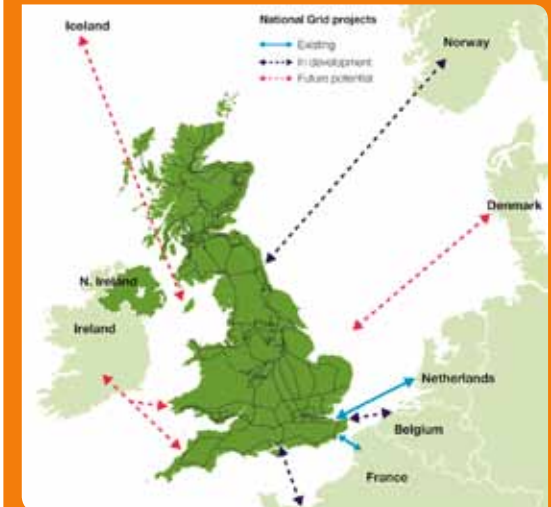 Iceland
National Grid projects
Existing
In development
Future potential
Norway
Denmark
N. Ireland
Ireland
Netherlands
Belgium
France